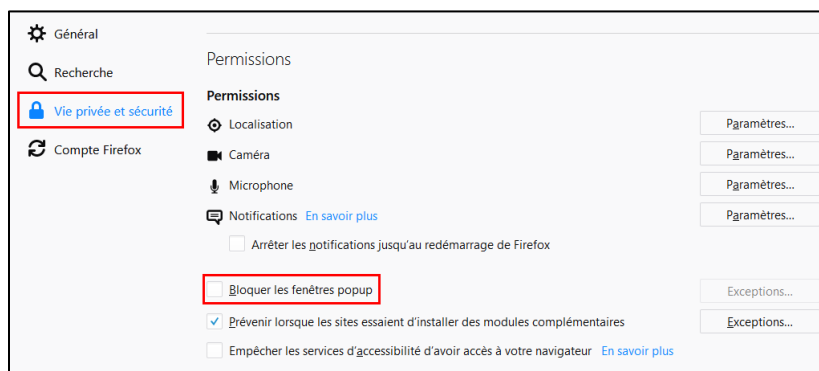 Général
Recherche
Vie privée et sécurité
Compte Firefox
Permissions
Permissions
Localisation Paramètres...
Caméra Paramètres...
Microphone Paramètres...
Notifications En savoir plus Paramètres...
Arrêter les notifications jusqu'au redémarrage de Firefox
Bloquer les fenêtres popup Exceptions...
Prévenir lorsque les sites essaient d'installer des modules complémentaires Exceptions...
Empêcher les services d'accessibilité d'avoir accès à votre navigateur En savoir plus